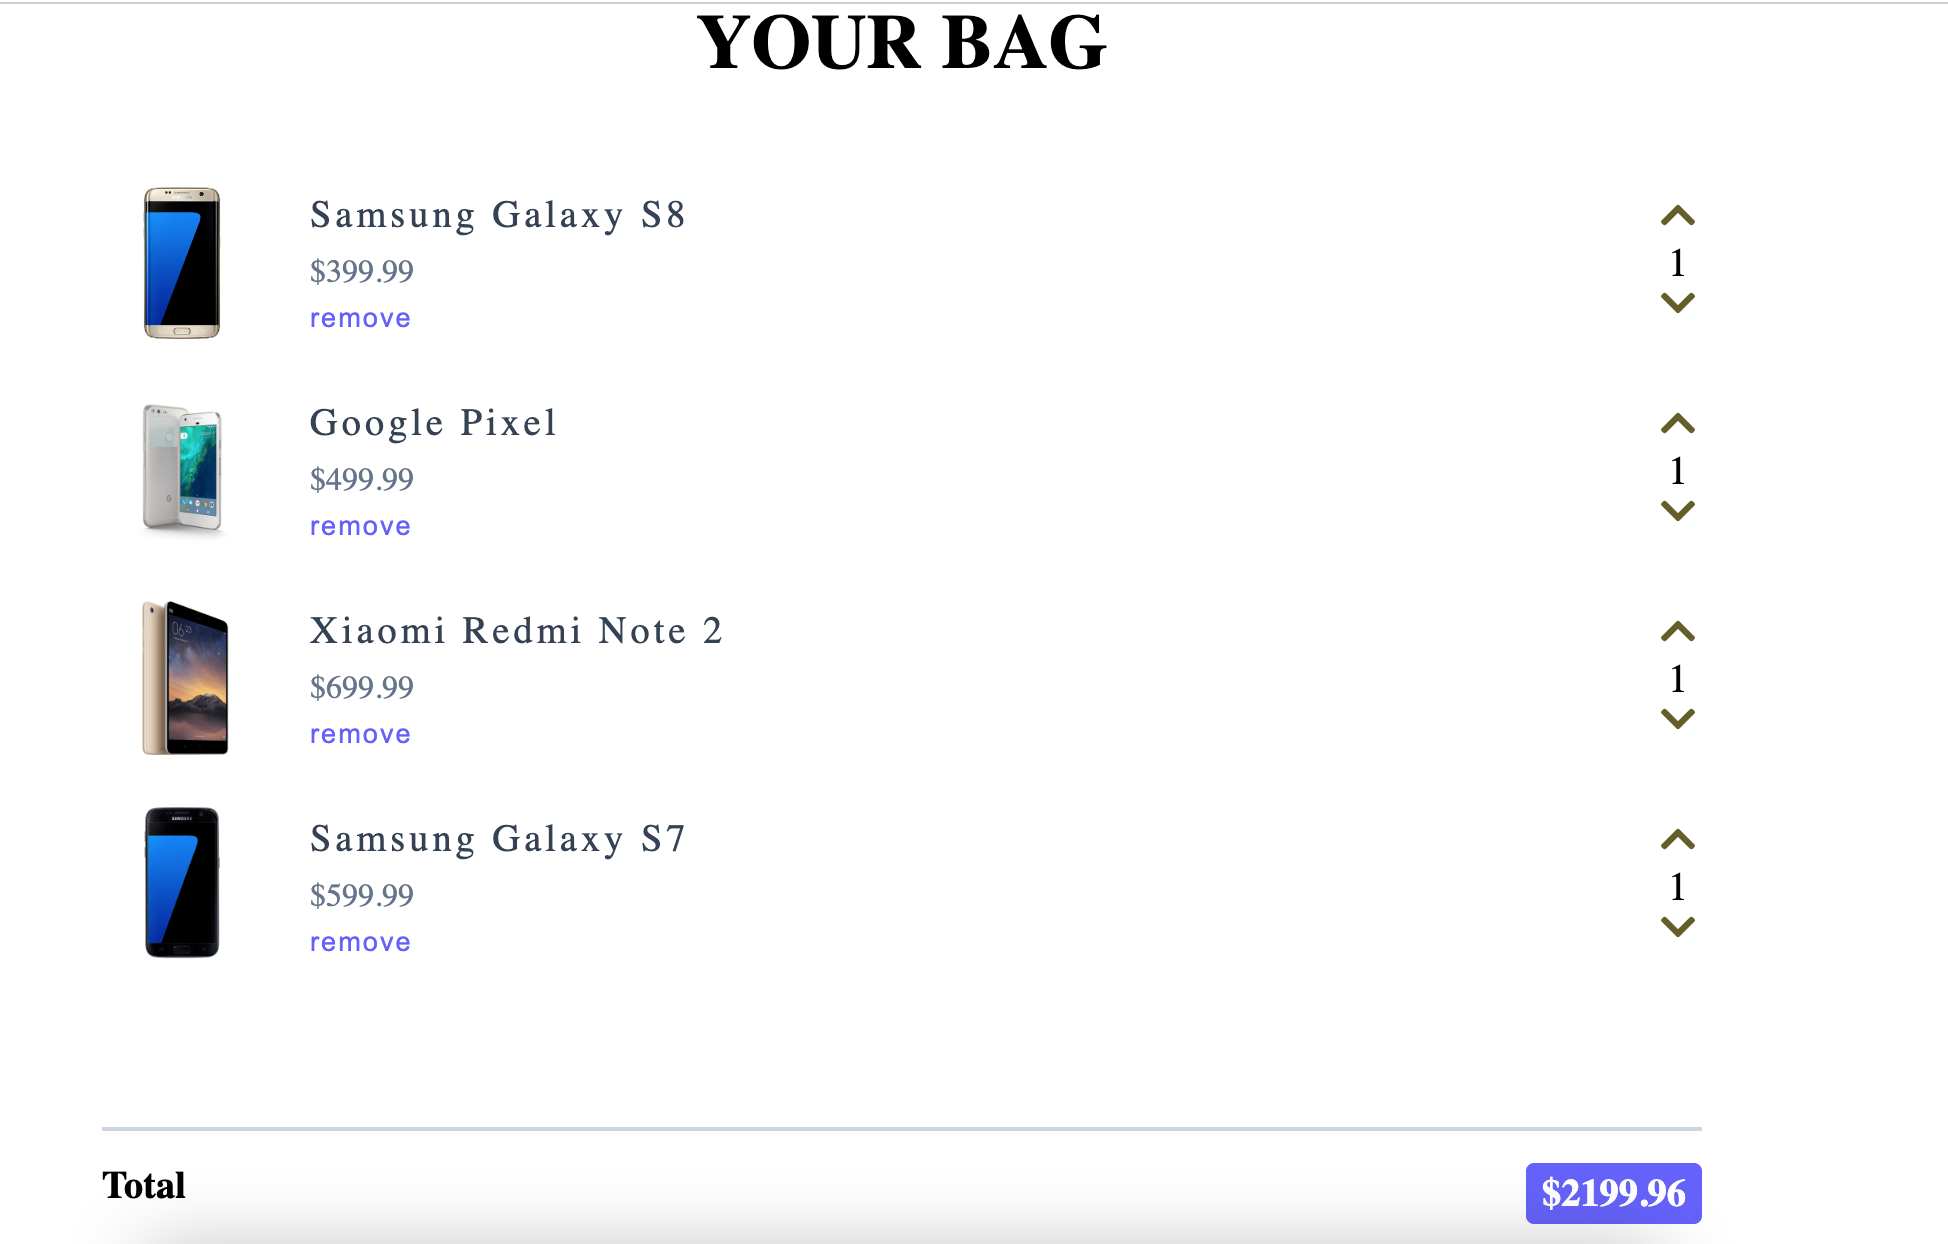 YOUR BAG
Samsung Galaxy S8
$399.99
remove
1
Google Pixel
$499.99
remove
1
Xiaomi Redmi Note 2
$699.99
remove
1
Samsung Galaxy S7
$599.99
remove
1
Total
$2199.96